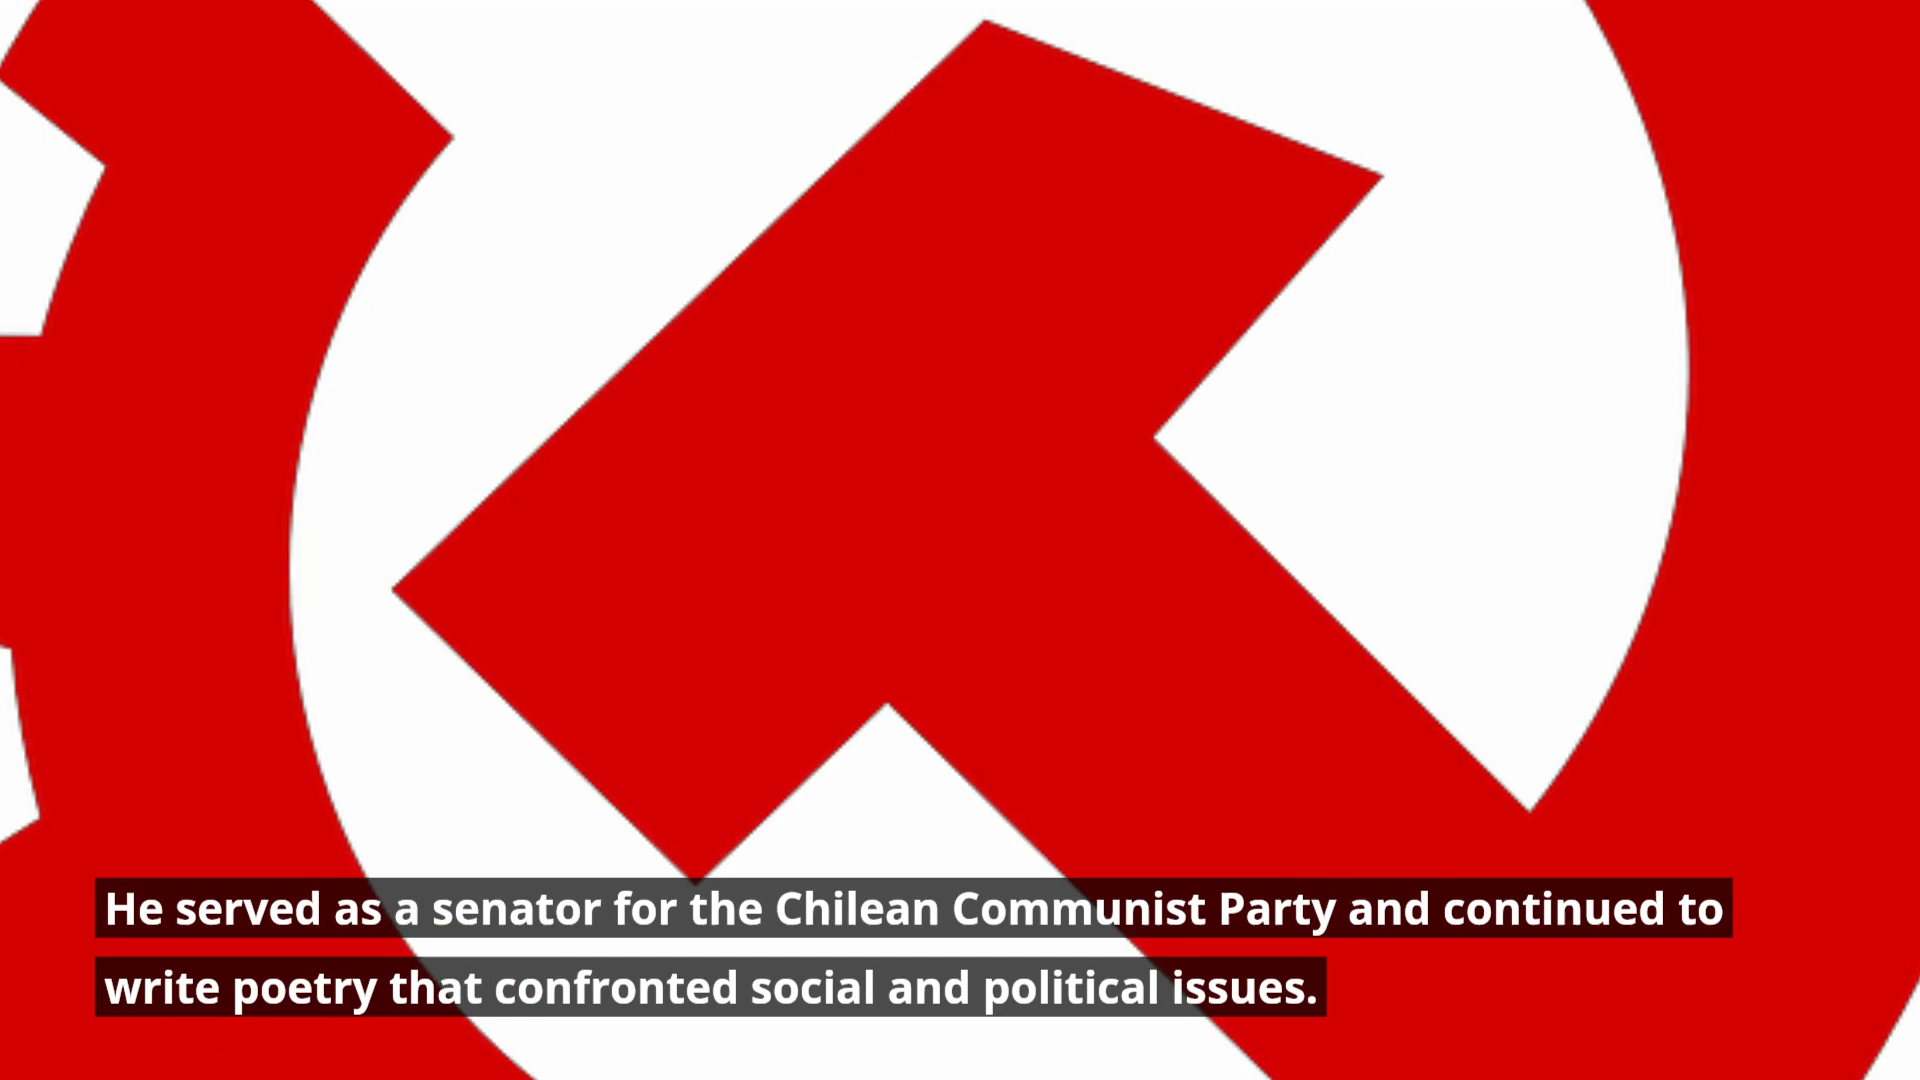 He served as a senator for the Chilean Communist Party and continued to
write poetry that confronted social and political issues.